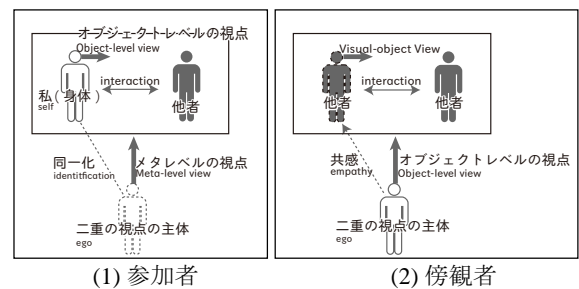 オブジェクトレベルの視点
Object-level view
interaction
私(身体)
self
他者
同一化
identitfication
メタレベルの視点
Meta-level view
二重の視点の主体
ego
(1) 参加者
Visual-object View
interaction
他者
他者
共感
empathy
オブジェクトレベルの視点
Object-level view
二重の視点の主体
ego
(2) 傍観者